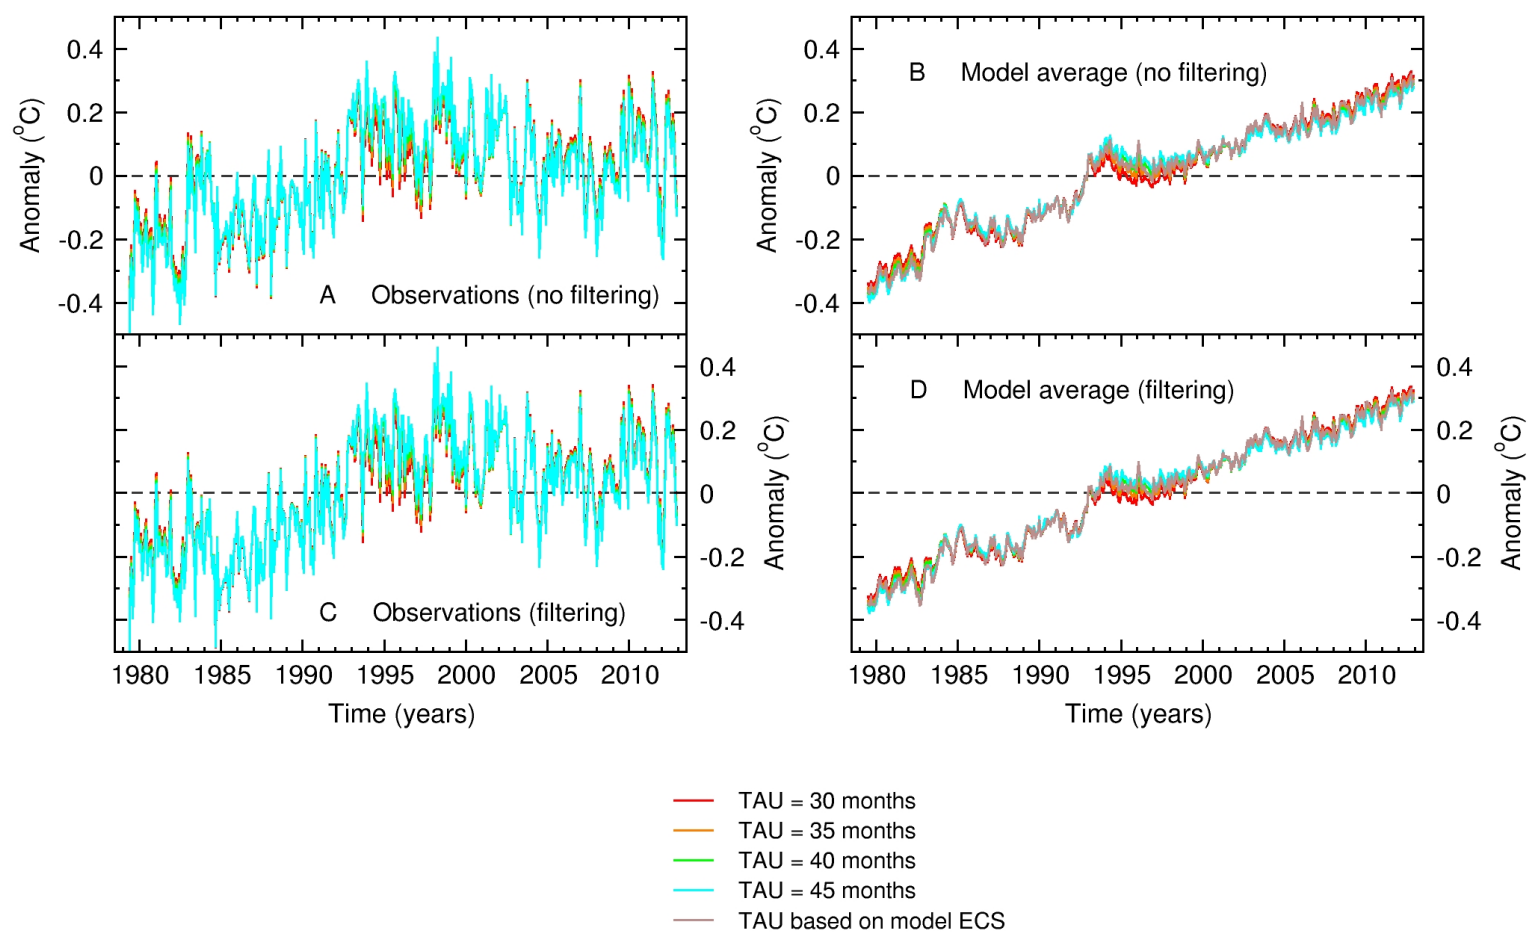 0.4
0.2
0
-0.2
-0.4
Anomaly (°C)
A Observations (no filtering)
0.4
0.2
0
-0.2
-0.4
Anomaly (°C)
B Model average (no filtering)
C Observations (filtering)
0.4
0.2
0
-0.2
-0.4
Anomaly (°C)
D Model average (filtering)
0.4
0.2
0
-0.2
-0.4
Anomaly (°C)
1980 1985 1990 1995 2000 2005 2010
Time (years)
1980 1985 1990 1995 2000 2005 2010
Time (years)
TAU = 30 months
TAU = 35 months
TAU = 40 months
TAU = 45 months
TAU based on model ECS